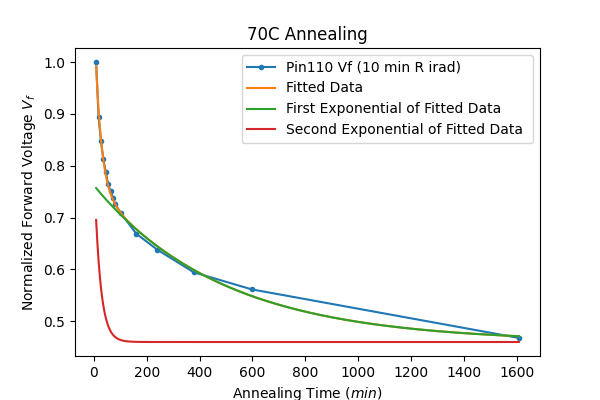 70C Annealing
Pin110 Vf (10 min R irad)
Fitted Data
First Exponential of Fitted Data
Second Exponential of Fitted Data
Normalized Forward Voltage V_f
1.0
0.9
0.8
0.7
0.6
0.5
0 200 400 600 800 1000 1200 1400 1600
Annealing Time (min)